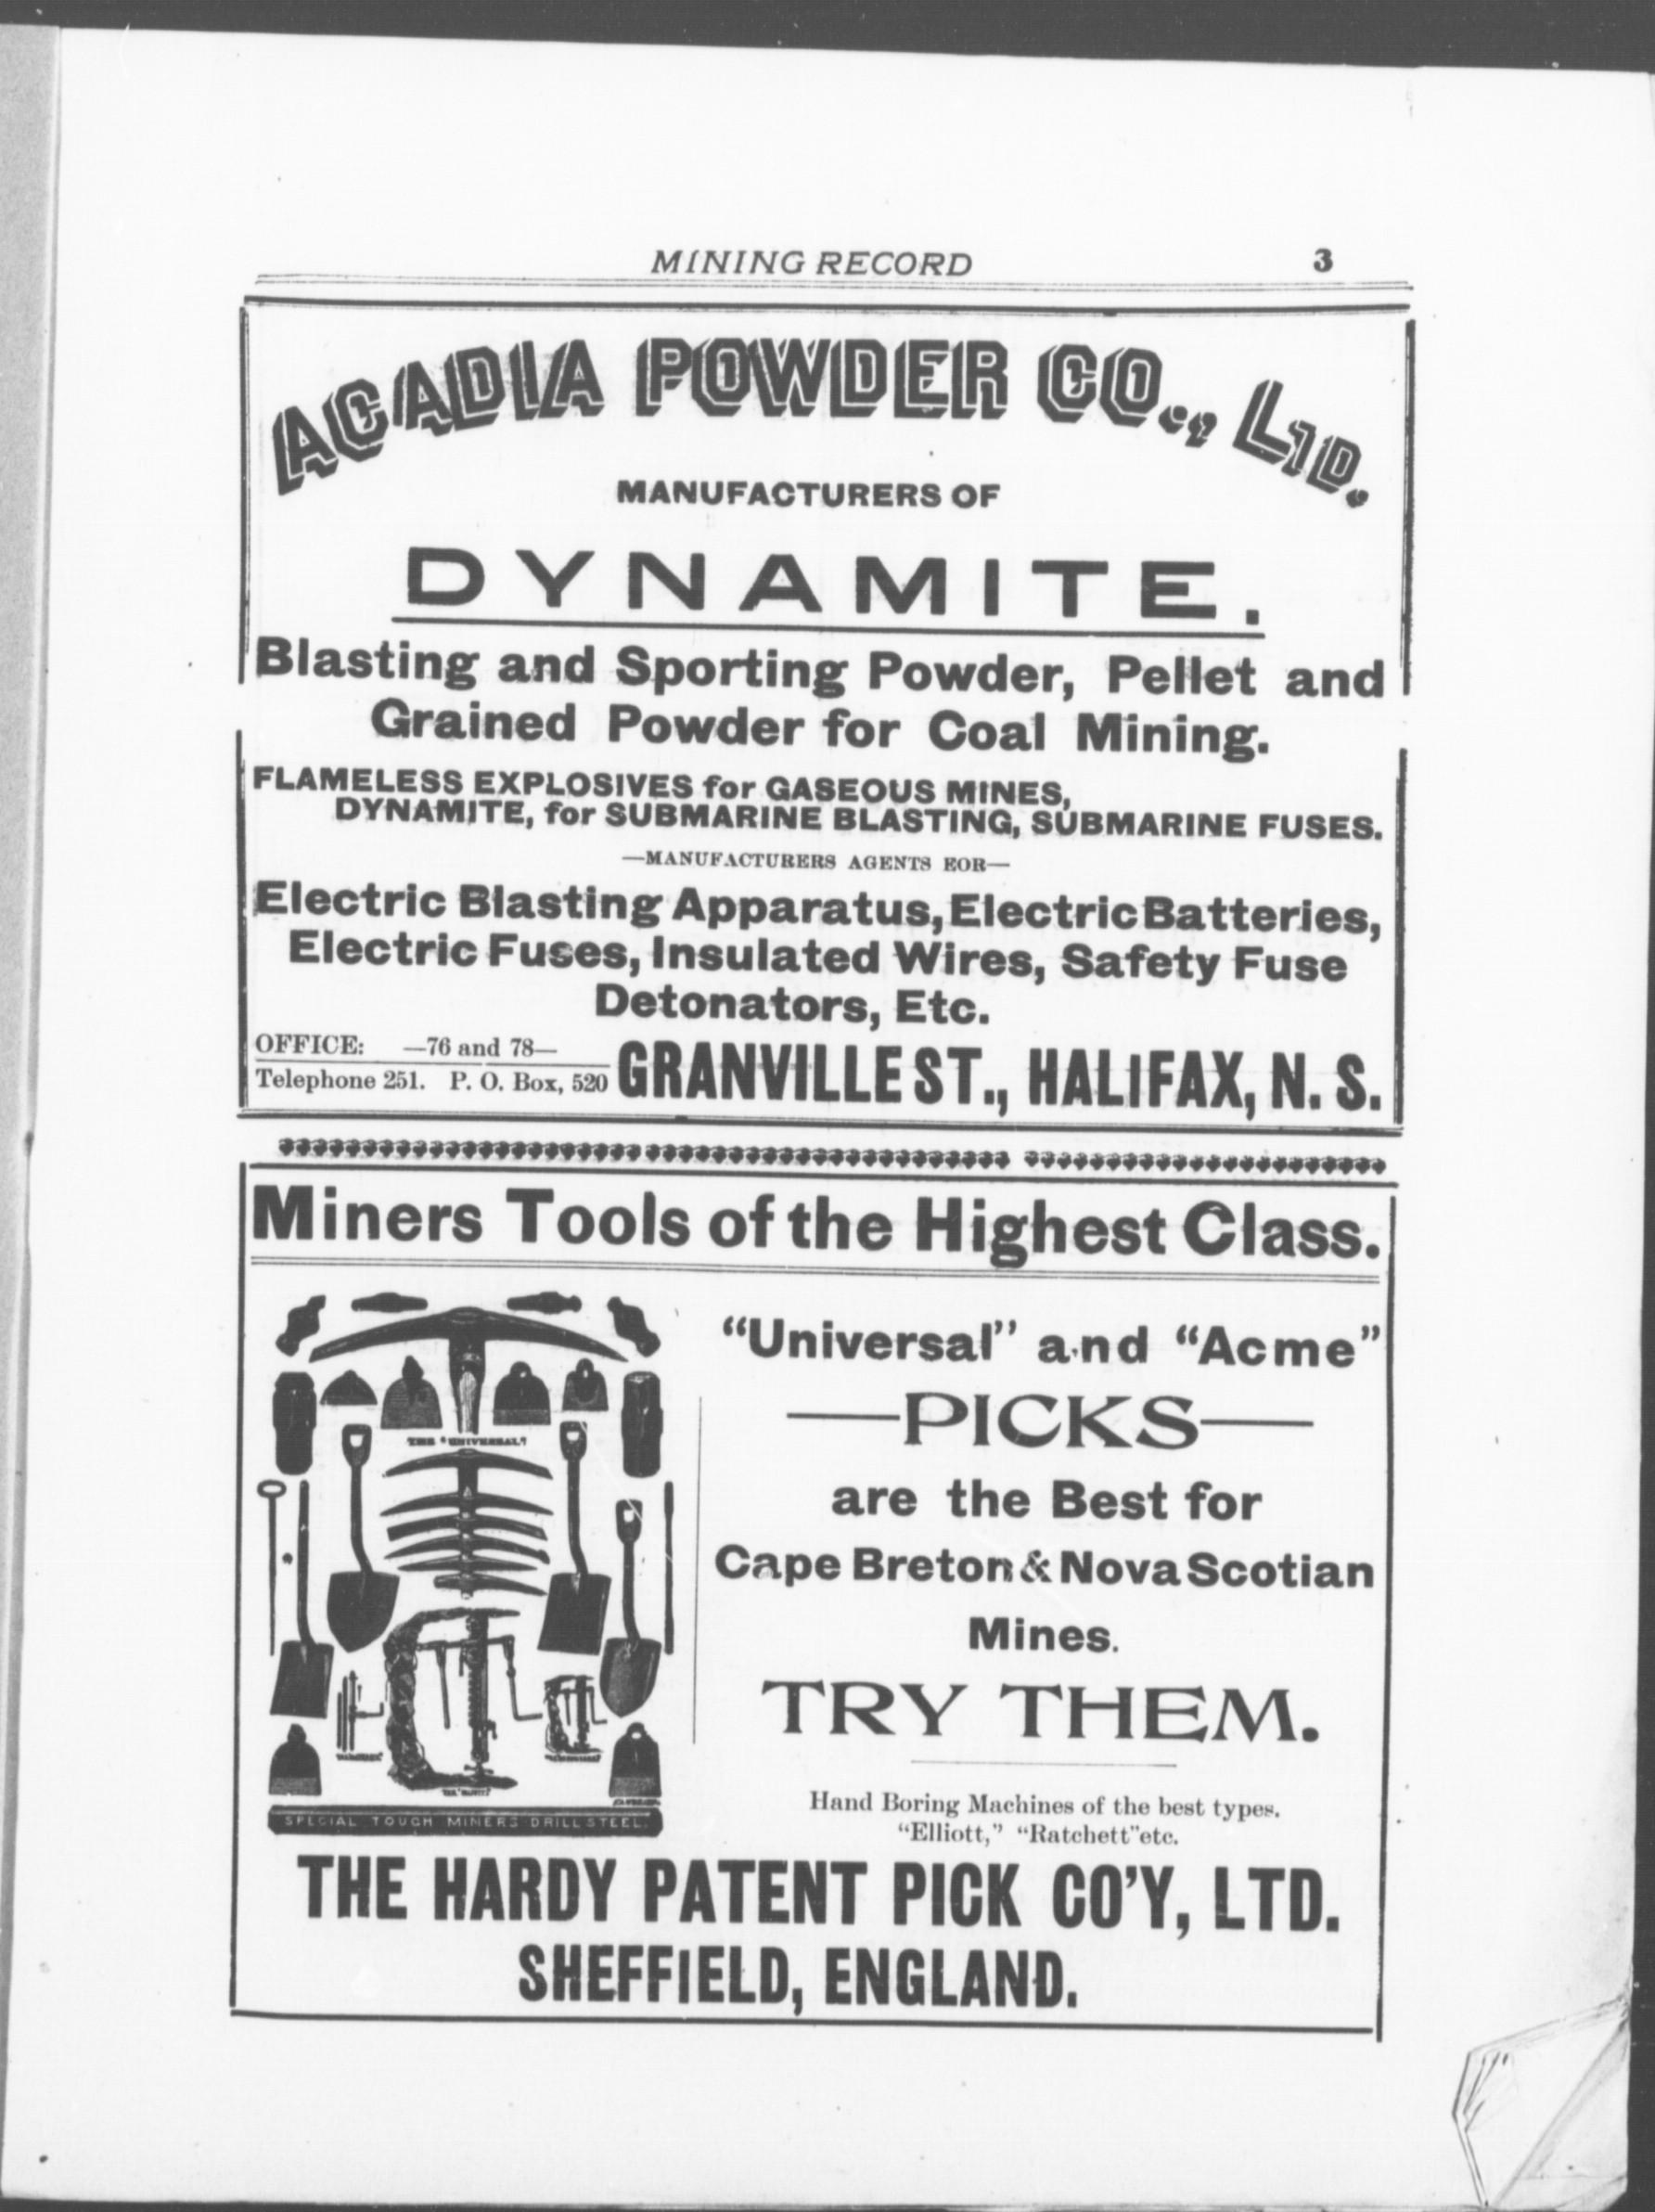 MINING RECORD 3
ACADIA POWDER CO., LTD.
MANUFACTURERS OF
DYNAMITE.
Blasting and Sporting Powder, Pellet and
Grained Powder for Coal Mining.
FLAMELESS EXPLOSIVES for GASEOUS MINES,
DYNAMITE, for SUBMARINE BLASTING, SUBMARINE FUSES.
—MANUFACTURERS AGENTS EOR—
Electric Blasting Apparatus, Electric Batteries,
Electric Fuses, Insulated Wires, Safety Fuse
Detonators, Etc.
OFFICE: —76 and 78—
Telephone 251. P. O. Box, 520
GRANVILLE ST., HALIFAX, N. S.
Miners Tools of the Highest Class.
THE "UNIVERSAL"
SPECIAL TOUGH MINERS DRILL STEEL.
"Universal" and "Acme"
—PICKS—
are the Best for
Cape Breton & Nova Scotian
Mines.
TRY THEM.
Hand Boring Machines of the best types.
"Elliott," "Ratchett" etc.
THE HARDY PATENT PICK CO'Y, LTD.
SHEFFIELD, ENGLAND.